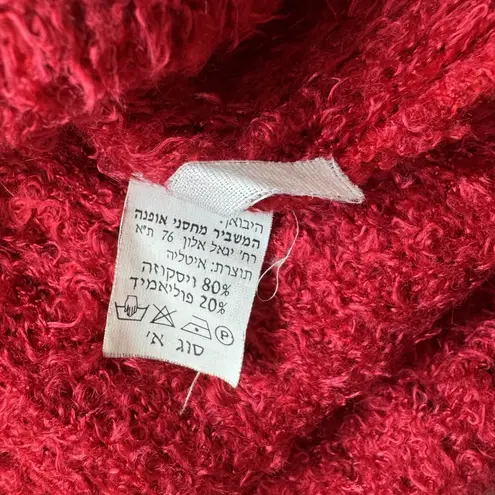 היבואן:
המשביר מחסני אופנה
רח' יגאל אלון 76 ת"א
תוצרת: איטליה
80% ויסקוזה
20% פוליאמיד
P
סוג א'